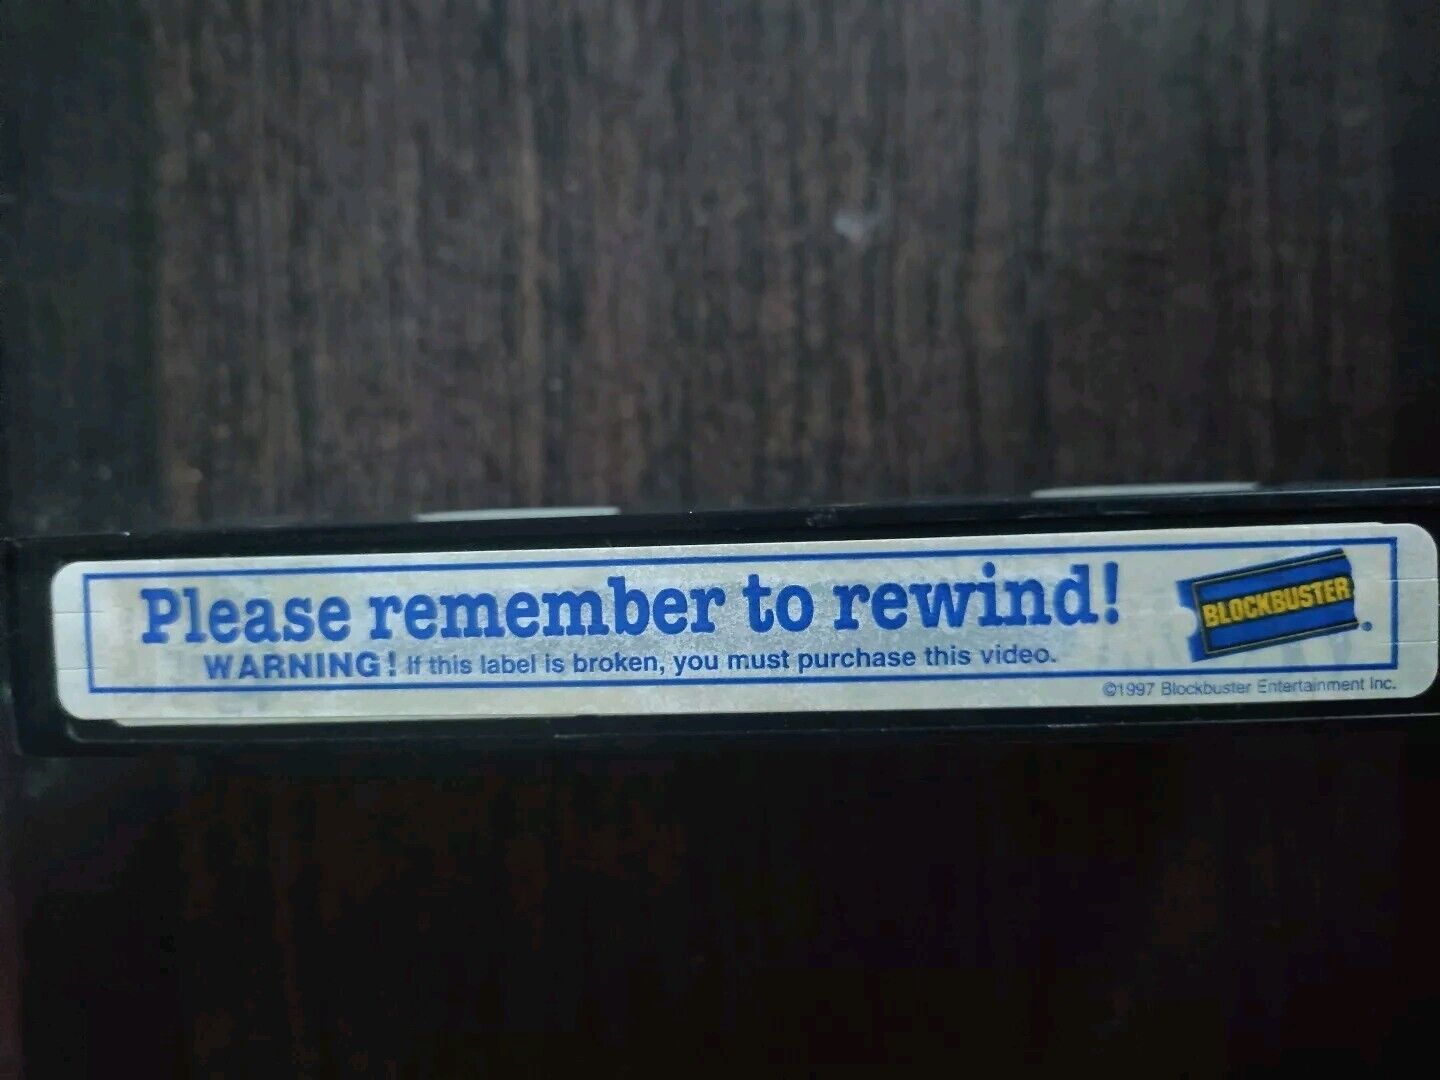 Please remember to rewind!
WARNING! If this label is broken, you must purchase this video.
BLOCKBUSTER®
©1997 Blockbuster Entertainment Inc.